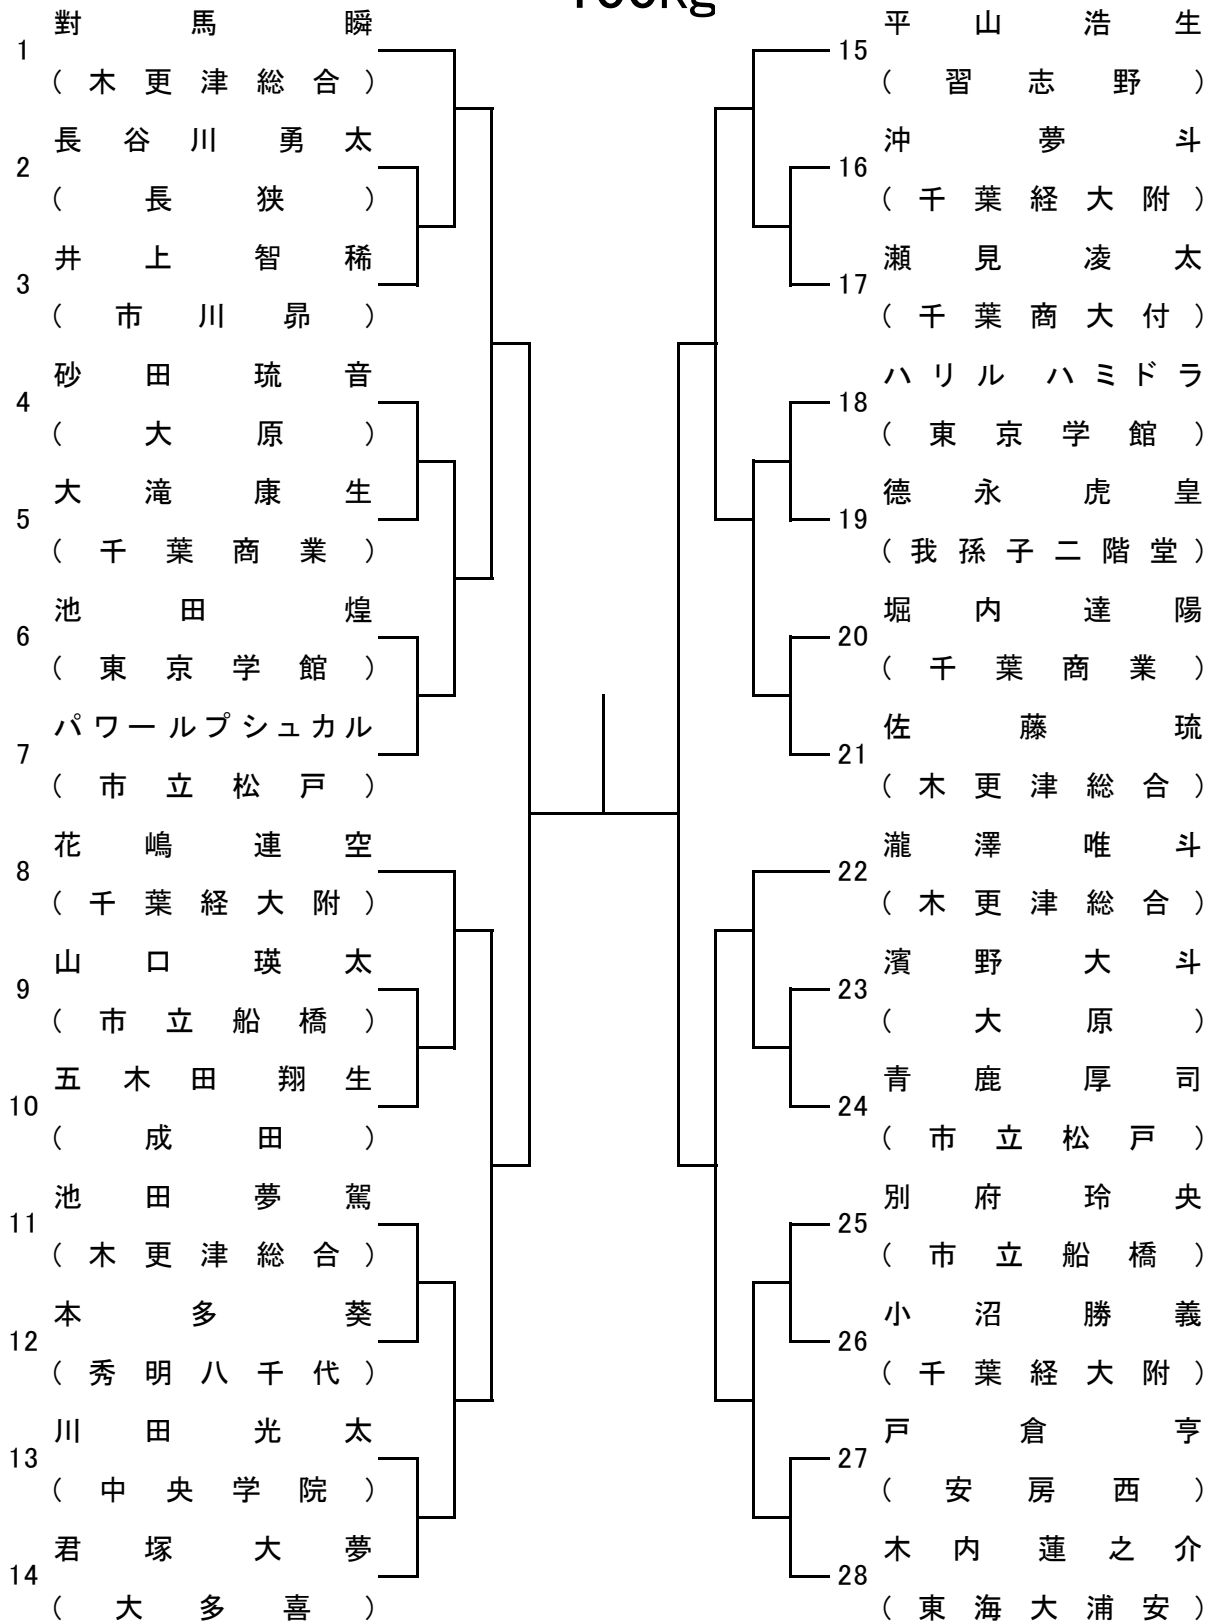 100Kg
1 對馬瞬
(木更津総合)
2 長谷川勇太
(長狭)
3 井上智稀
(市川昴)
4 砂田琉音
(大原)
5 大滝康生
(千葉商業)
6 池田煌
(東京学館)
7 パワールプシュカル
(市立松戸)
8 花嶋連空
(千葉経大附)
9 山口瑛太
(市立船橋)
10 五木田翔生
(成田)
11 池田夢駕
(木更津総合)
12 本多葵
(秀明八千代)
13 川田光太
(中央学院)
14 君塚大夢
(大多喜)
15 平山浩生
(習志野)
16 沖夢斗
(千葉経大附)
17 瀬見凌太
(千葉商大付)
18 ハリル ハミドラ
(東京学館)
19 徳永虎皇
(我孫子二階堂)
20 堀内達陽
(千葉商業)
21 佐藤琉
(木更津総合)
22 瀧澤唯斗
(木更津総合)
23 濱野大斗
(大原)
24 青鹿厚司
(市立松戸)
25 別府玲央
(市立船橋)
26 小沼勝義
(千葉経大附)
27 戸倉亨
(安房西)
28 木内蓮之介
(東海大浦安)